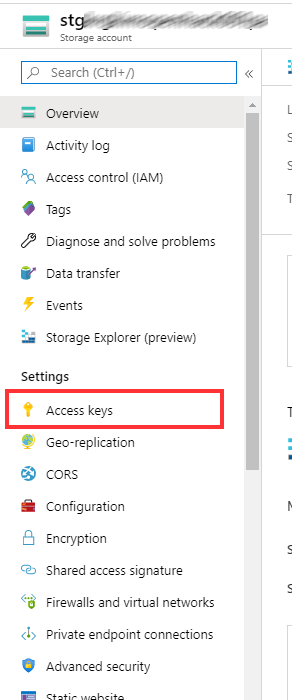 stg
Storage account
Search (Ctrl+/)
«
Overview
Activity log
Access control (IAM)
Tags
Diagnose and solve problems
Data transfer
Events
Storage Explorer (preview)
Settings
Access keys
Geo-replication
CORS
Configuration
Encryption
Shared access signature
Firewalls and virtual networks
Private endpoint connections
Advanced security
Static website